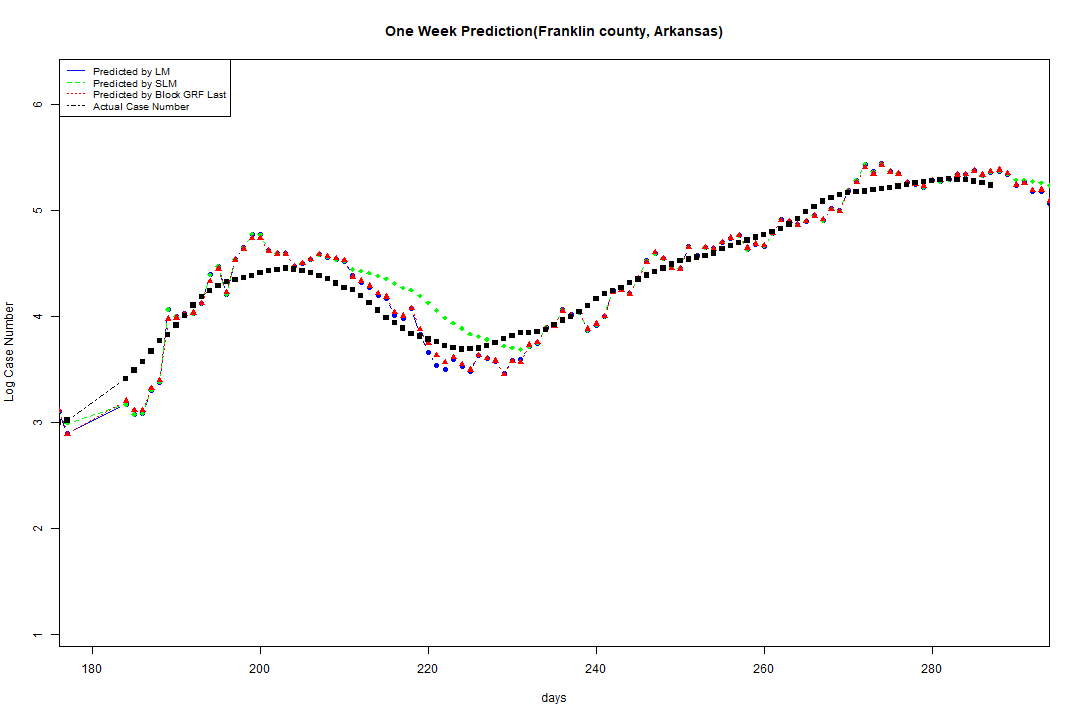 One Week Prediction(Franklin county, Arkansas)
Predicted by LM
Predicted by SLM
Predicted by Block GRF Last
Actual Case Number
6
5
4
3
2
1
Log Case Number
180 200 220 240 260 280
days